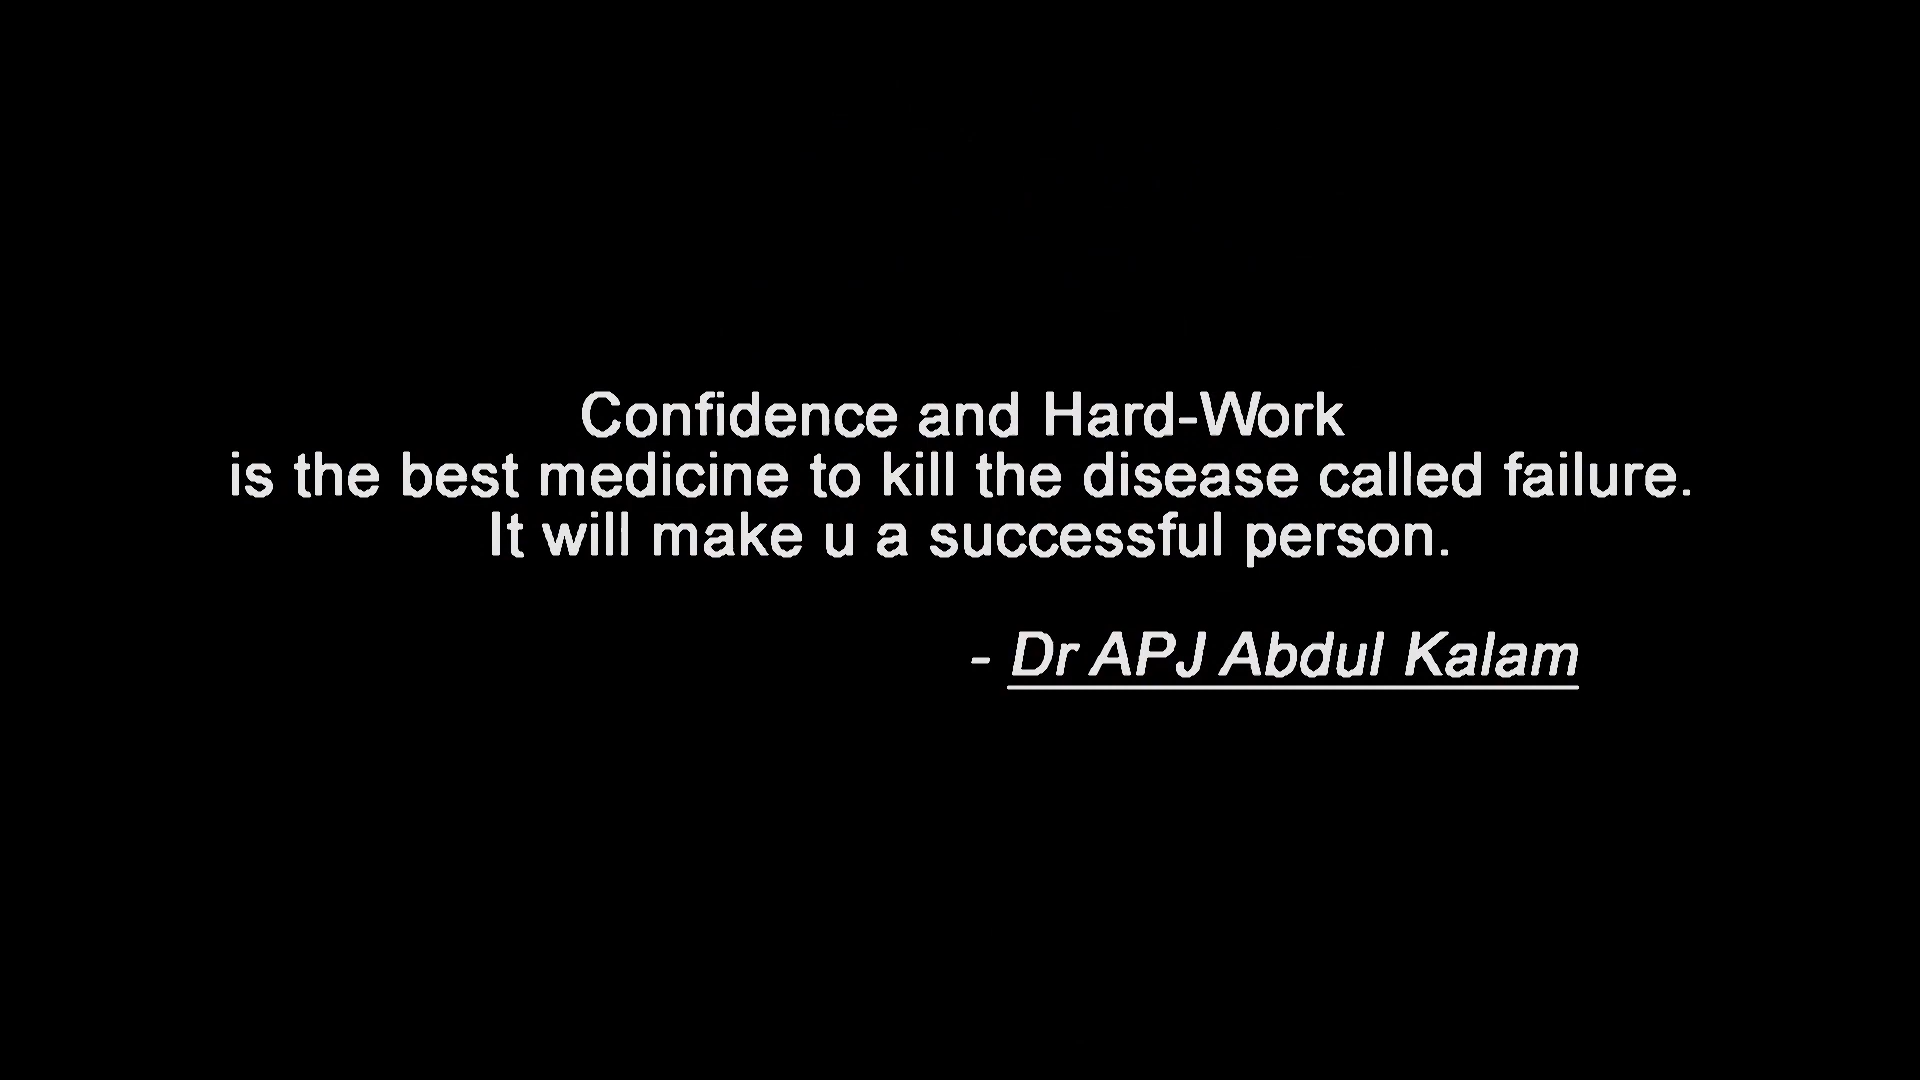 Confidence and Hard-Work
is the best medicine to kill the disease called failure.
It will make u a successful person.
- Dr APJ Abdul Kalam